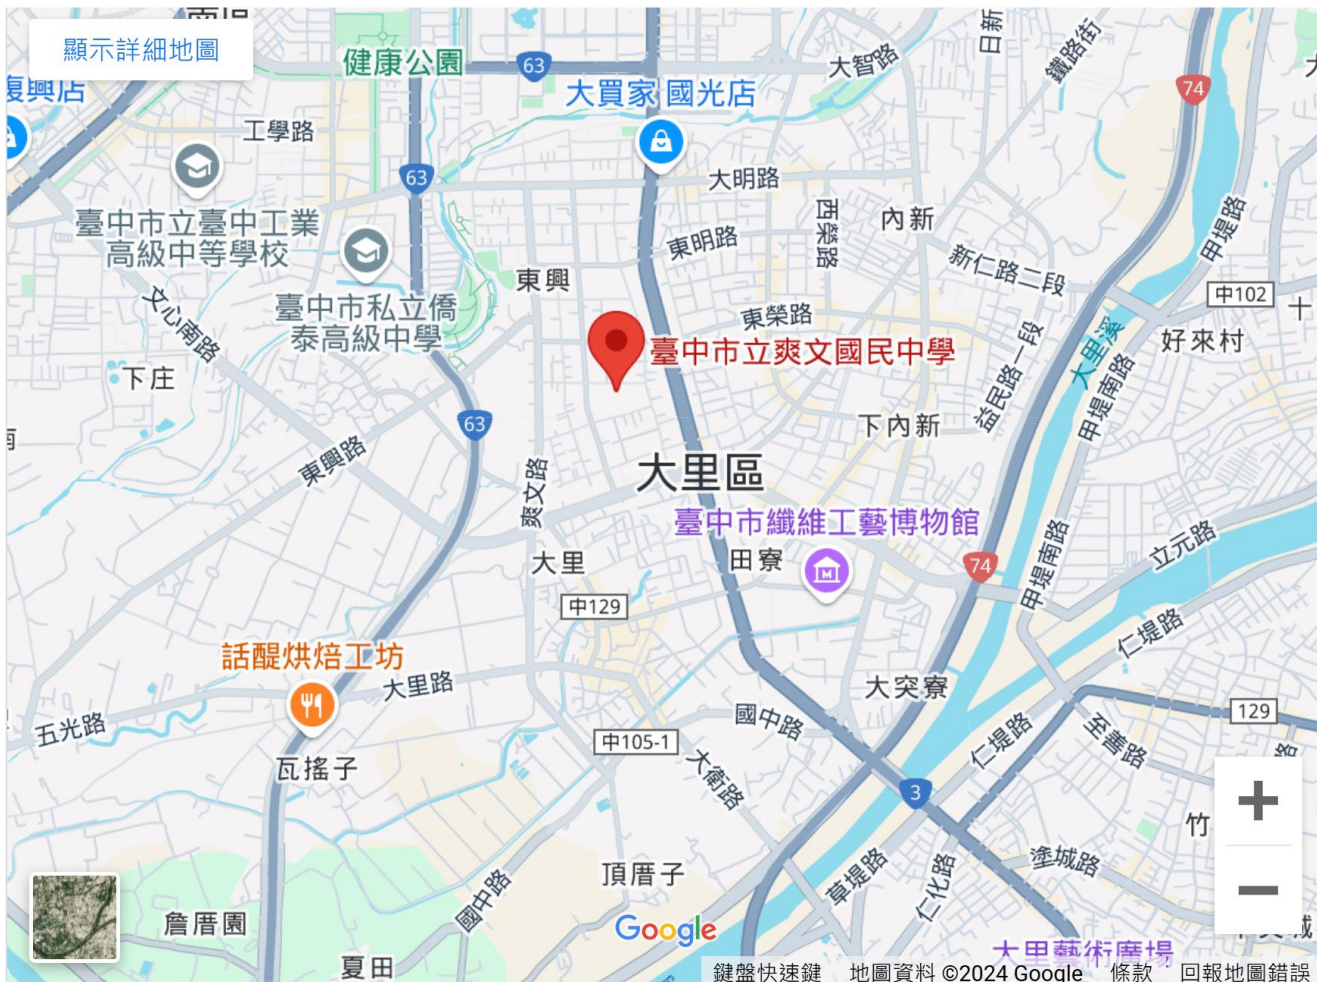 顯示詳細地圖
健康公園
63
大智路
日新
鐵路街
74
復興店
大買家 國光店
工學路
63
大明路
臺中市立臺中工業
高級中等學校
西榮路
內新
甲堤路
東明路
東興
新仁路二段
中102
十
文心南路
臺中市私立僑
泰高級中學
東榮路
臺中市立爽文國民中學
益民路一段
大里溪
好來村
下庄
甲堤南路
63
下內新
東興路
爽文路
大里區
臺中市纖維工藝博物館
大里
田寮
74
甲堤南路
立元路
中129
仁堤路
話醒烘焙工坊
大里路
大突寮
五光路
國中路
129
中105-1
仁堤路
至善路
瓦搖子
大衛路
3
竹
頂厝子
草堤路
塗城路
仁化路
國中路
詹厝園
Google
夏田
大里藝術廣場
鍵盤快速鍵 地圖資料 ©2024 Google 條款 回報地圖錯誤